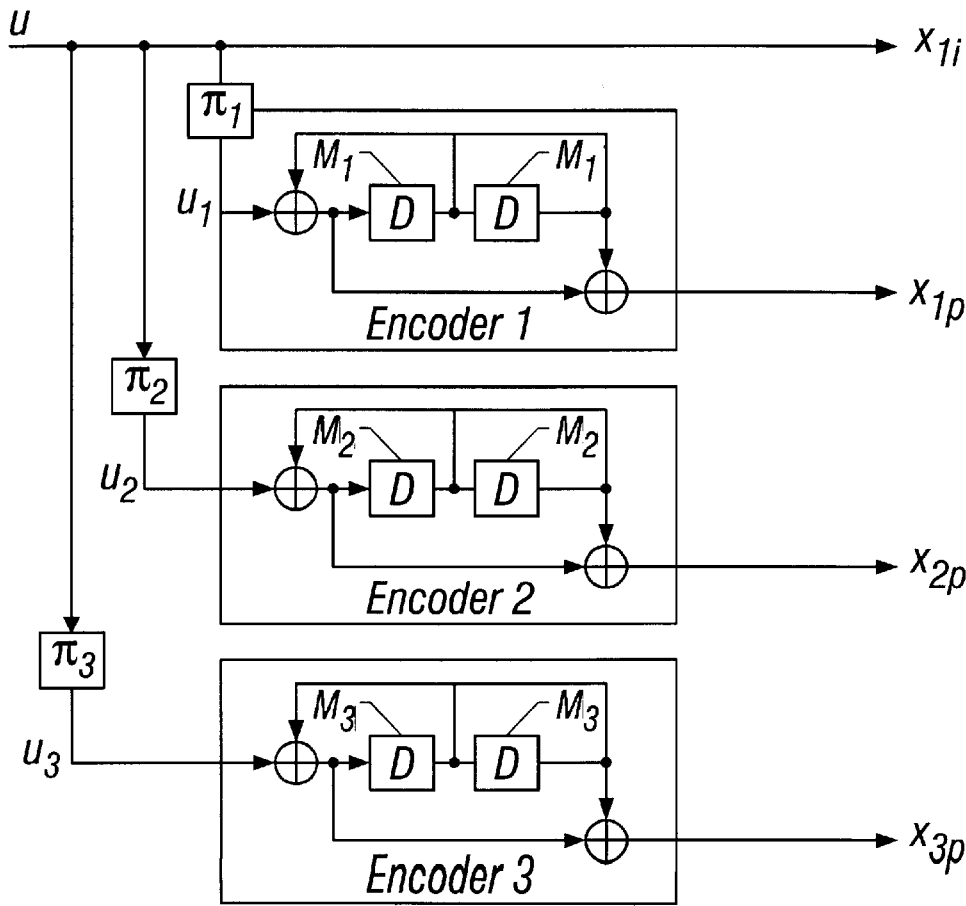 u
x1i
π1
M1
M1
u1
D
D
x1p
Encoder 1
π2
M2
M2
u2
D
D
x2p
Encoder 2
π3
M3
M3
u3
D
D
x3p
Encoder 3